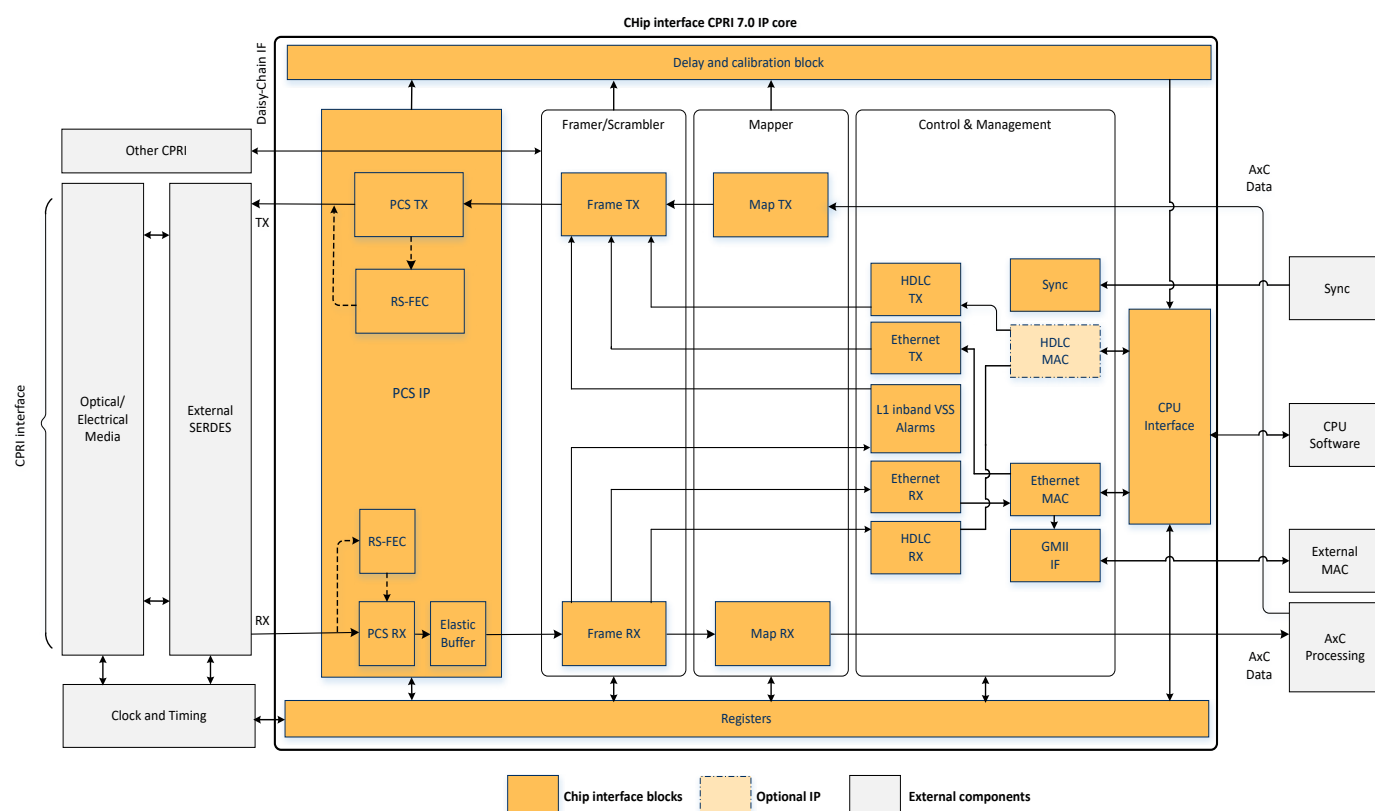 CHip interface CPRI 7.0 IP core
Daisy-Chain IF
Delay and calibration block
Framer/Scrambler
Mapper
Control & Management
Other CPRI
AxC
Data
PCS TX
Frame TX
Map TX
TX
RS-FEC
HDLC
TX
Sync
Sync
Ethernet
TX
HDLC
MAC
PCS IP
CPRI interface
Optical/
Electrical
Media
External
SERDES
L1 inband VSS
Alarms
CPU
Interface
CPU
Software
Ethernet
RX
Ethernet
MAC
RS-FEC
HDLC
RX
GMII
IF
External
MAC
RX
PCS RX
Elastic
Buffer
Frame RX
Map RX
AxC
Processing
AxC
Data
Clock and Timing
Registers
Chip interface blocks
Optional IP
External components